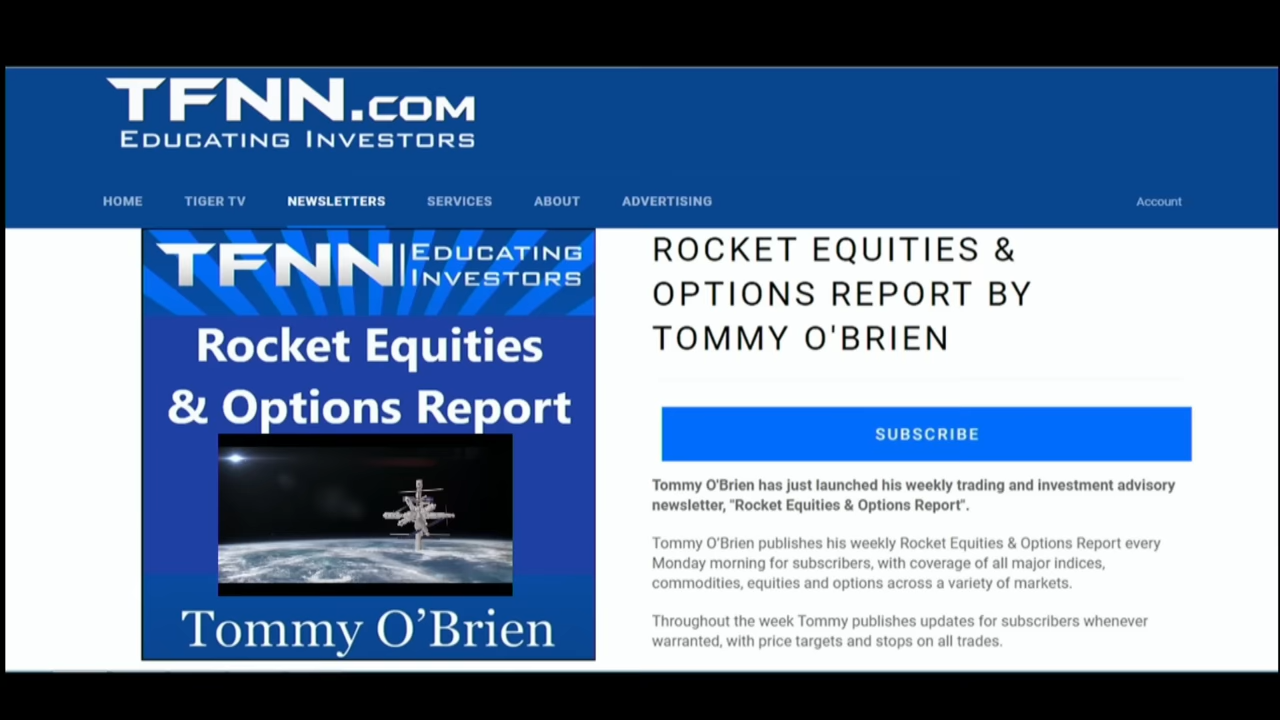 TFNN.COM
EDUCATING INVESTORS
HOME TIGER TV NEWSLETTERS SERVICES ABOUT ADVERTISING Account
TFNN | EDUCATING
INVESTORS
Rocket Equities
& Options Report
Tommy O’Brien
ROCKET EQUITIES &
OPTIONS REPORT BY
TOMMY O'BRIEN
SUBSCRIBE
Tommy O'Brien has just launched his weekly trading and investment advisory
newsletter, "Rocket Equities & Options Report".
Tommy O'Brien publishes his weekly Rocket Equities & Options Report every
Monday morning for subscribers, with coverage of all major indices,
commodities, equities and options across a variety of markets.
Throughout the week Tommy publishes updates for subscribers whenever
warranted, with price targets and stops on all trades.